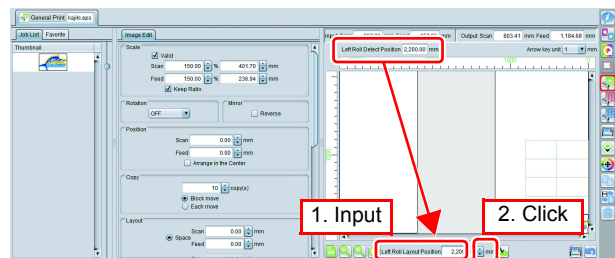 General Print kajiki.eps
Job List Favorite
Thumbnail
Image Edit
Scale
Valid
Scan 150.00 % 401.70 mm
Feed 150.00 % 236.94 mm
Keep Ratio
Rotation
OFF
Mirror
Reverse
Position
Scan 0.00 mm
Feed 0.00 mm
Arrange in the Center
Copy
10 copy(s)
Block move
Each move
Layout
Space
Scan 0.00 mm
Feed 0.00 mm
Output Scan 803.41 mm Feed 1,184.68 mm
Left Roll Detect Position 2,200.00 mm
Arrow key unit 1 mm
1000
0
1. Input
2. Click
Left Roll Layout Position 2,200 mm